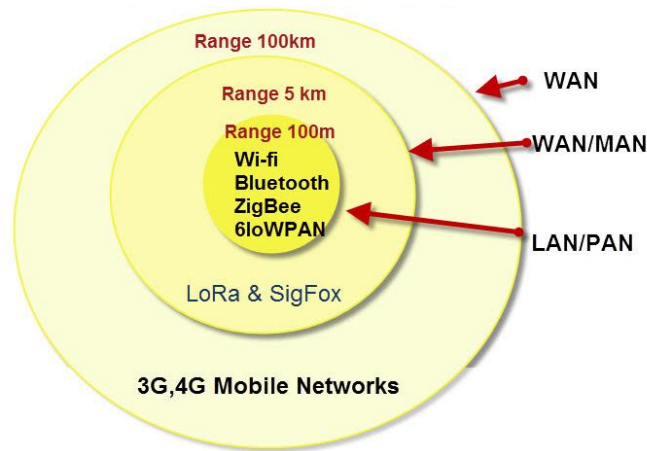 Range 100km
WAN
Range 5 km
Range 100m
WAN/MAN
Wi-fi
Bluetooth
ZigBee
6loWPAN
LAN/PAN
LoRa & SigFox
3G,4G Mobile Networks